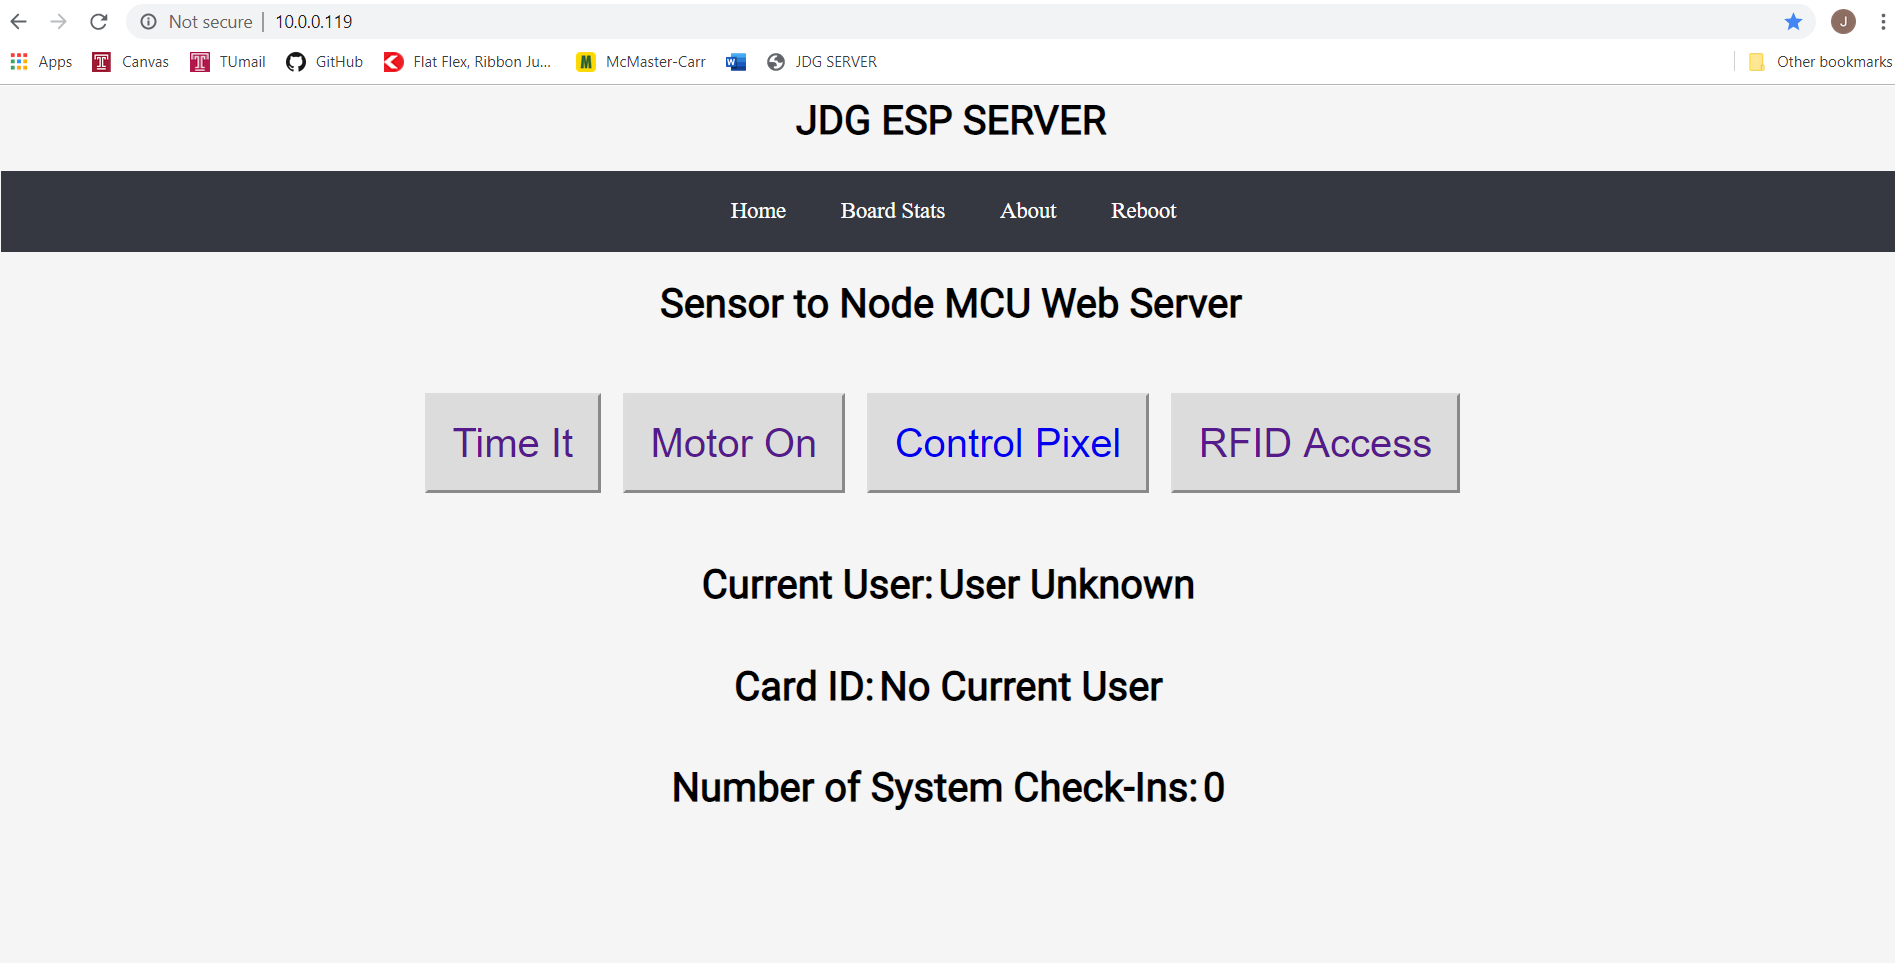 Not secure | 10.0.0.119 J
Apps Canvas TUmail GitHub Flat Flex, Ribbon Ju... M McMaster-Carr W JDG SERVER Other bookmarks
JDG ESP SERVER
Home Board Stats About Reboot
Sensor to Node MCU Web Server
Time It Motor On Control Pixel RFID Access
Current User: User Unknown
Card ID: No Current User
Number of System Check-Ins: 0